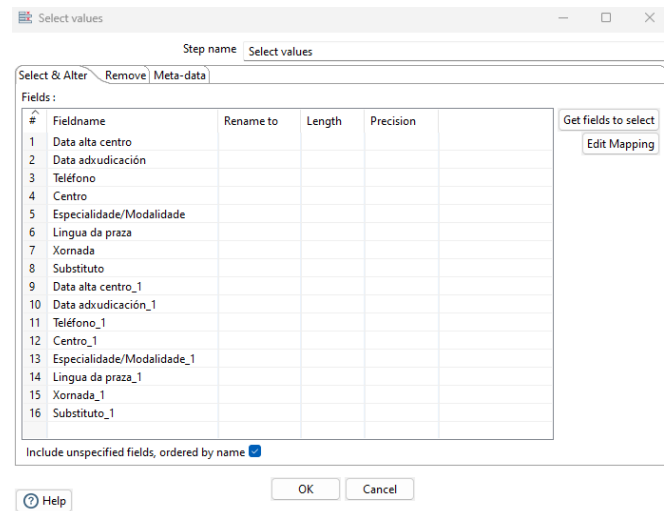 Select values
Step name Select values
Select & Alter Remove Meta-data
Fields :
# Fieldname Rename to Length Precision
Get fields to select
Edit Mapping
1 Data alta centro
2 Data adxudicación
3 Teléfono
4 Centro
5 Especialidade/Modalidade
6 Lingua da praza
7 Xornada
8 Substituto
9 Data alta centro_1
10 Data adxudicación_1
11 Teléfono_1
12 Centro_1
13 Especialidade/Modalidade_1
14 Lingua da praza_1
15 Xornada_1
16 Substituto_1
Include unspecified fields, ordered by name
OK Cancel
? Help